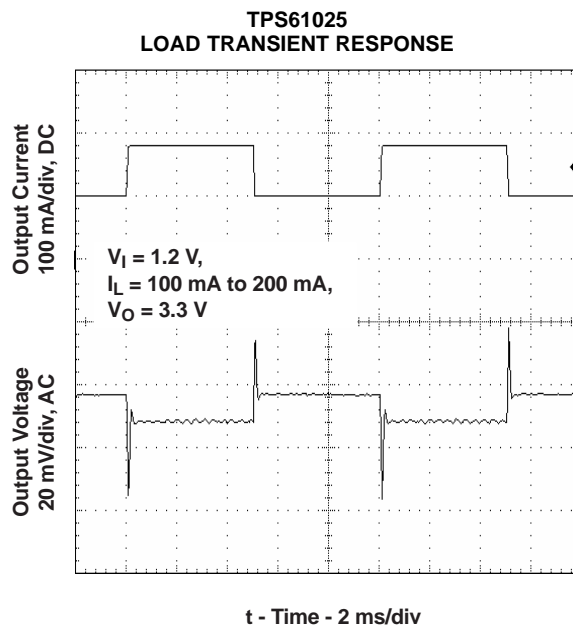 TPS61025
LOAD TRANSIENT RESPONSE
Output Current
100 mA/div, DC
VI = 1.2 V,
IL = 100 mA to 200 mA,
VO = 3.3 V
Output Voltage
20 mV/div, AC
t - Time - 2 ms/div